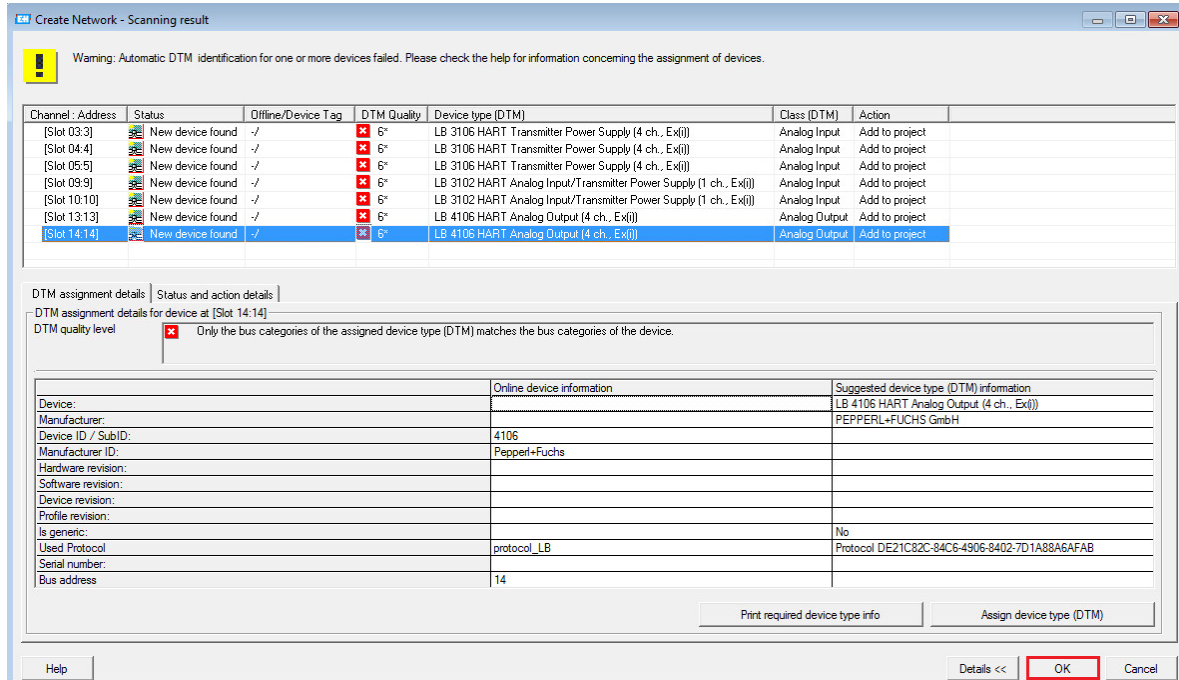 Create Network - Scanning result
Warning: Automatic DTM identification for one or more devices failed. Please check the help for information concerning the assignment of devices.
Channel : Address Status Offline/Device Tag DTM Quality Device type (DTM) Class (DTM) Action
[Slot 03:3] New device found -/ 6* LB 3106 HART Transmitter Power Supply (4 ch., Ex(i)) Analog Input Add to project
[Slot 04:4] New device found -/ 6* LB 3106 HART Transmitter Power Supply (4 ch., Ex(i)) Analog Input Add to project
[Slot 05:5] New device found -/ 6* LB 3106 HART Transmitter Power Supply (4 ch., Ex(i)) Analog Input Add to project
[Slot 09:9] New device found -/ 6* LB 3102 HART Analog Input/Transmitter Power Supply (1 ch., Ex(i)) Analog Input Add to project
[Slot 10:10] New device found -/ 6* LB 3102 HART Analog Input/Transmitter Power Supply (1 ch., Ex(i)) Analog Input Add to project
[Slot 13:13] New device found -/ 6* LB 4106 HART Analog Output (4 ch., Ex(i)) Analog Output Add to project
[Slot 14:14] New device found -/ 6* LB 4106 HART Analog Output (4 ch., Ex(i)) Analog Output Add to project
DTM assignment details Status and action details
DTM assignment details for device at [Slot 14:14]
DTM quality level Only the bus categories of the assigned device type (DTM) matches the bus categories of the device.
Online device information Suggested device type (DTM) information
Device: LB 4106 HART Analog Output (4 ch., Ex(i))
Manufacturer: PEPPERL+FUCHS GmbH
Device ID / SubID: 4106
Manufacturer ID: Pepperl+Fuchs
Hardware revision:
Software revision:
Device revision:
Profile revision:
Is generic: No
Used Protocol protocol_LB Protocol DE21C82C-84C6-4906-8402-7D1A88A6AFAB
Serial number:
Bus address 14
Print required device type info Assign device type (DTM)
Help Details << OK Cancel